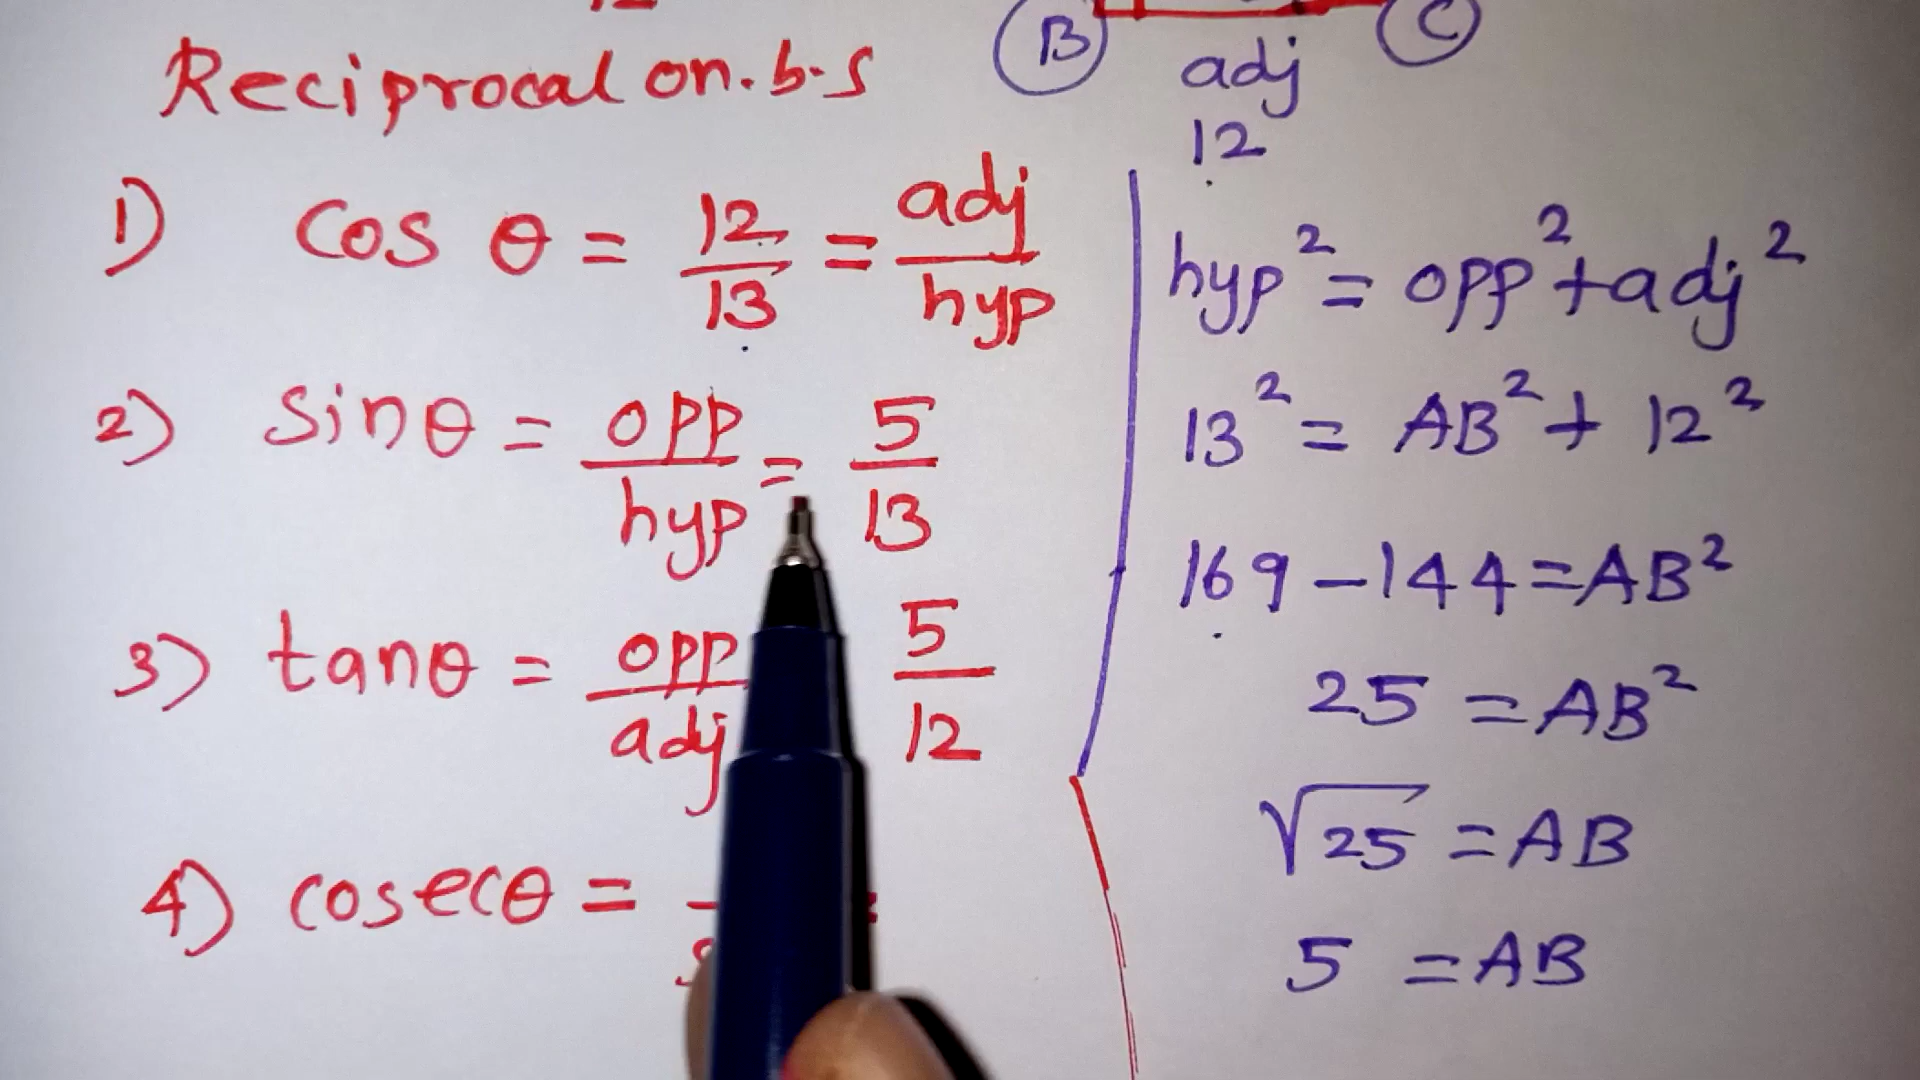 Reciprocal on.b.s
1) cos θ = 12/13 = adj/hyp
2) sinθ = opp/hyp = 5/13
3) tanθ = opp/adj 5/12
4) cosecθ =
B C
adj
12
hyp² = opp² + adj²
13² = AB² + 12²
169 - 144 = AB²
25 = AB²
√25 = AB
5 = AB